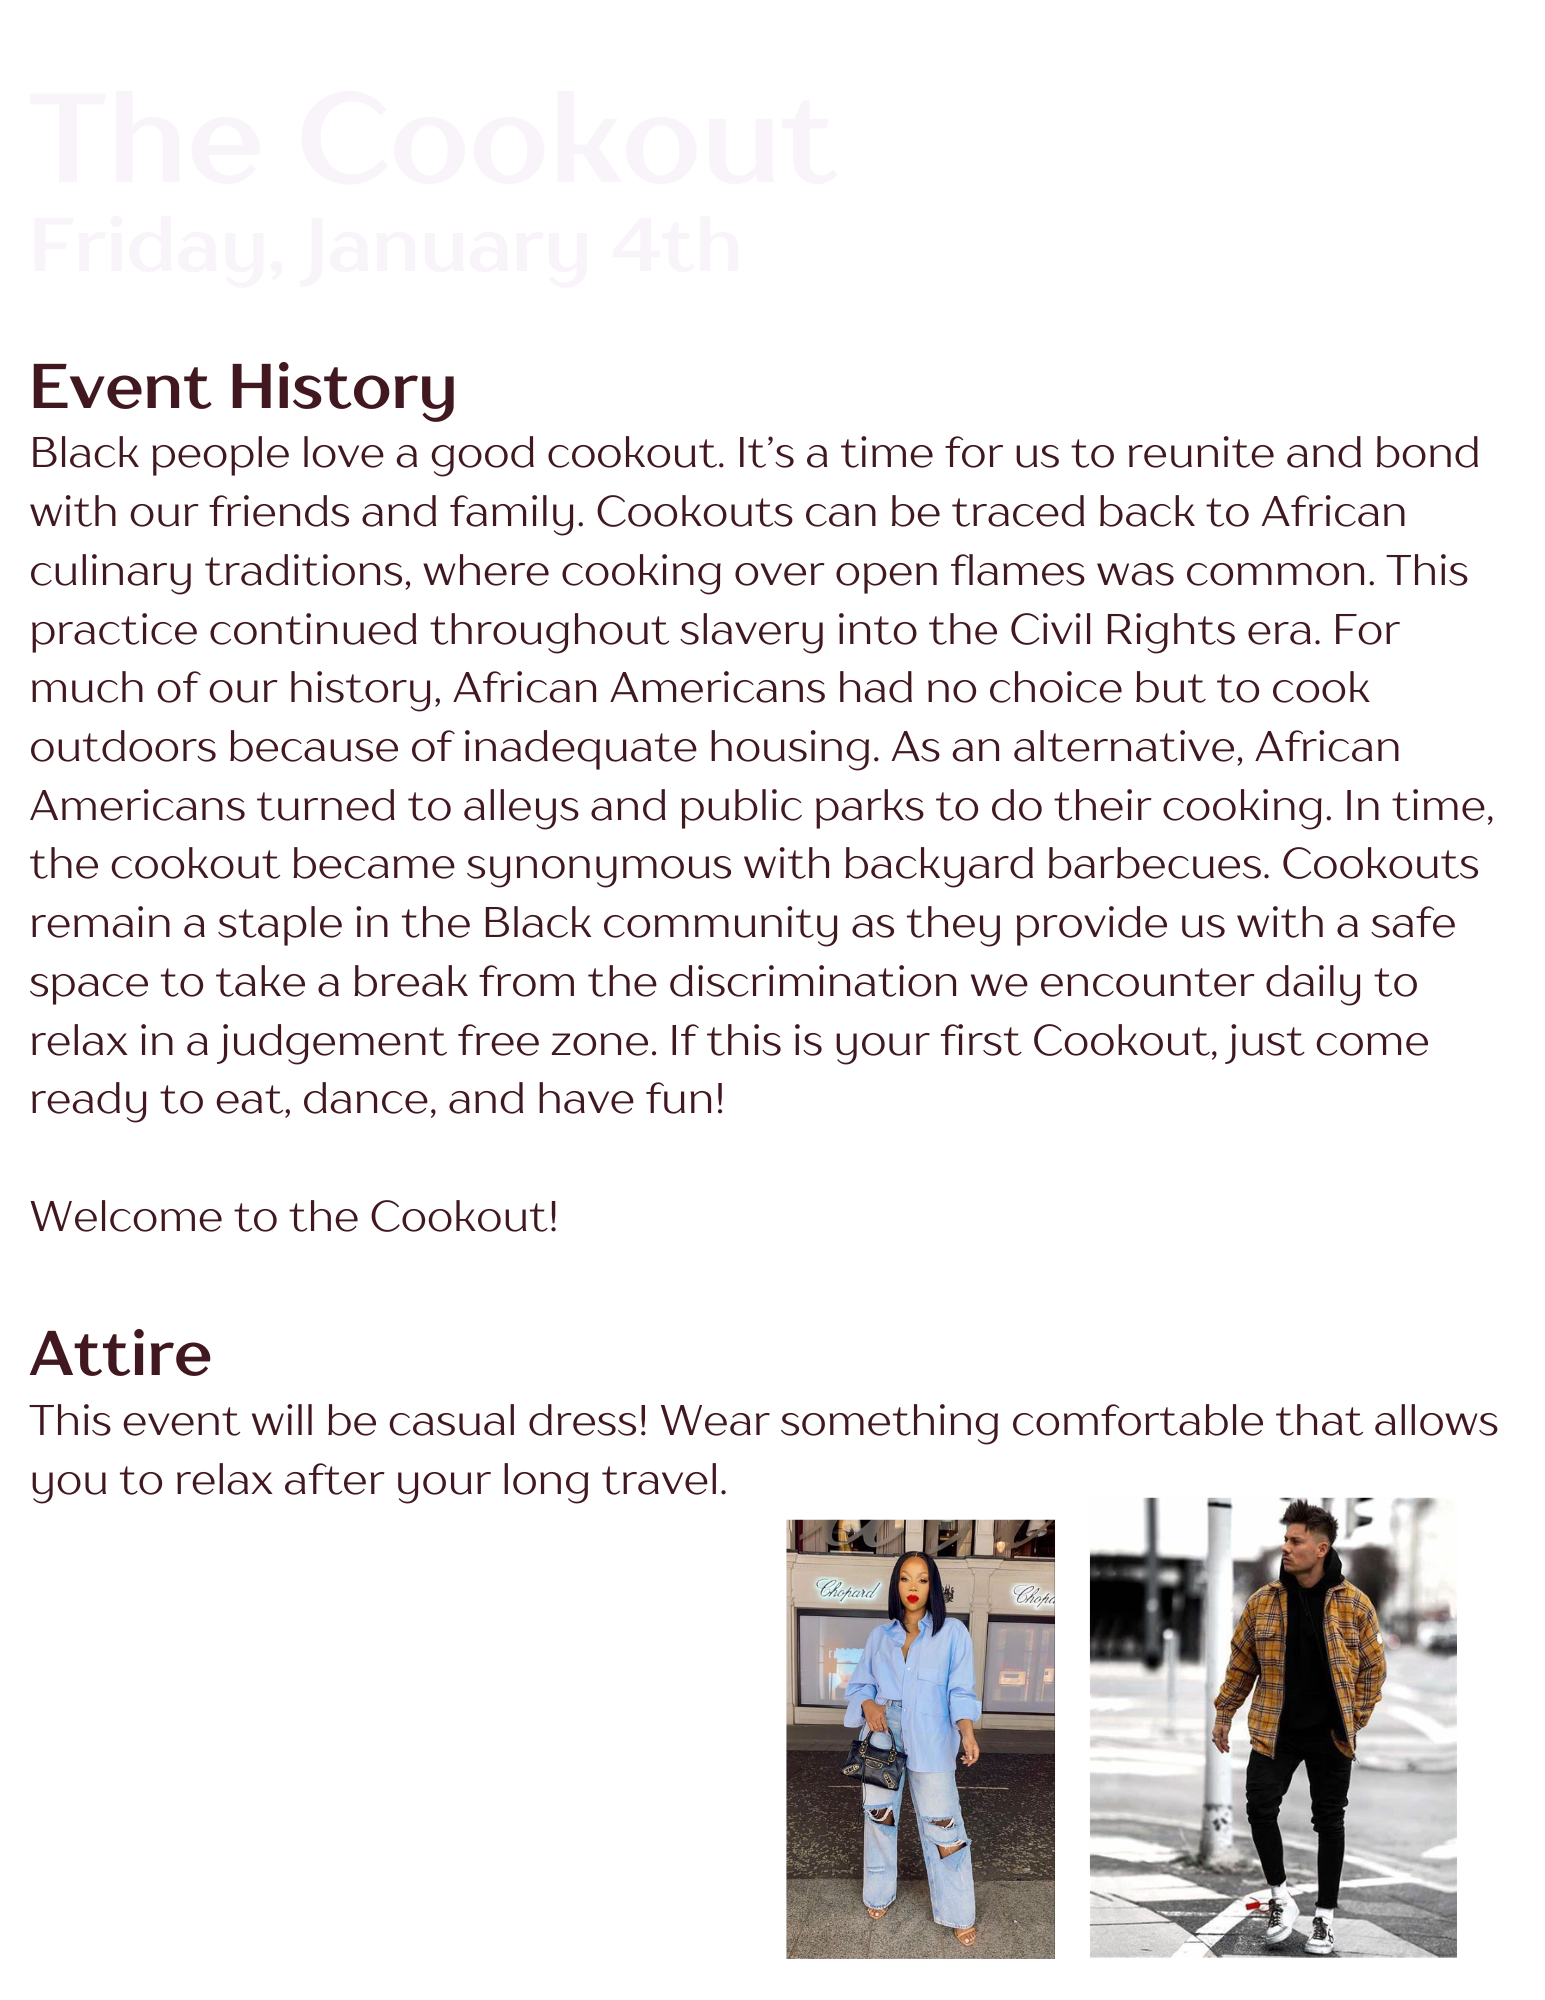 The Cookout
Friday, January 4th
Event History
Black people love a good cookout. It’s a time for us to reunite and bond
with our friends and family. Cookouts can be traced back to African
culinary traditions, where cooking over open flames was common. This
practice continued throughout slavery into the Civil Rights era. For
much of our history, African Americans had no choice but to cook
outdoors because of inadequate housing. As an alternative, African
Americans turned to alleys and public parks to do their cooking. In time,
the cookout became synonymous with backyard barbecues. Cookouts
remain a staple in the Black community as they provide us with a safe
space to take a break from the discrimination we encounter daily to
relax in a judgement free zone. If this is your first Cookout, just come
ready to eat, dance, and have fun!
Welcome to the Cookout!
Attire
This event will be casual dress! Wear something comfortable that allows
you to relax after your long travel.
Chopard